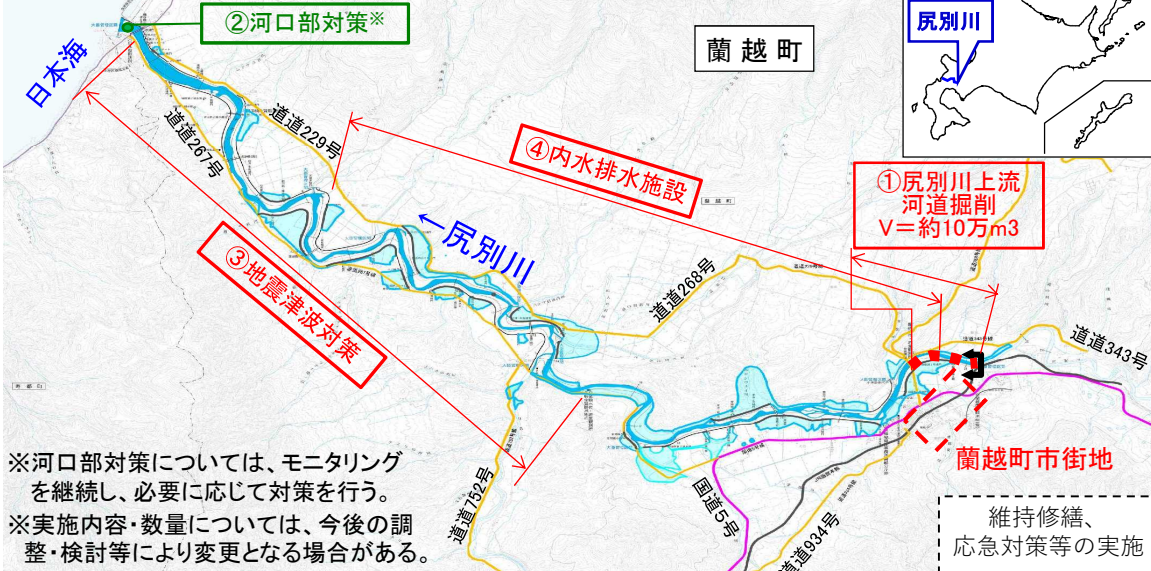 ②河口部対策※
日本海
道道267号
道道229号
蘭越町
尻別川
④内水排水施設
①尻別川上流
河道掘削
V＝約10万m3
←尻別川
③地震津波対策
道道268号
道道343号
蘭越町市街地
道道752号
国道5号
道道934号
※河口部対策については、モニタリング
を継続し、必要に応じて対策を行う。
※実施内容・数量については、今後の調
整・検討等により変更となる場合がある。
維持修繕、
応急対策等の実施